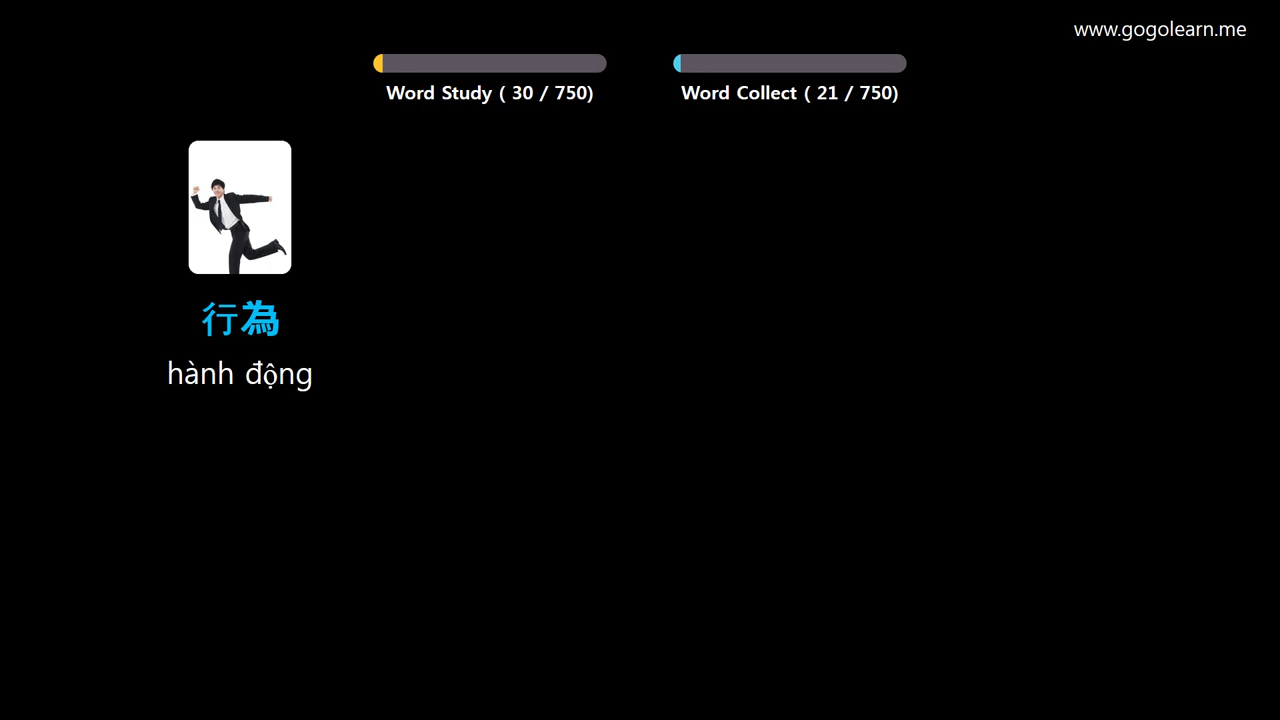 www.gogolearn.me
Word Study ( 30 / 750)
Word Collect ( 21 / 750)
行為
hành động